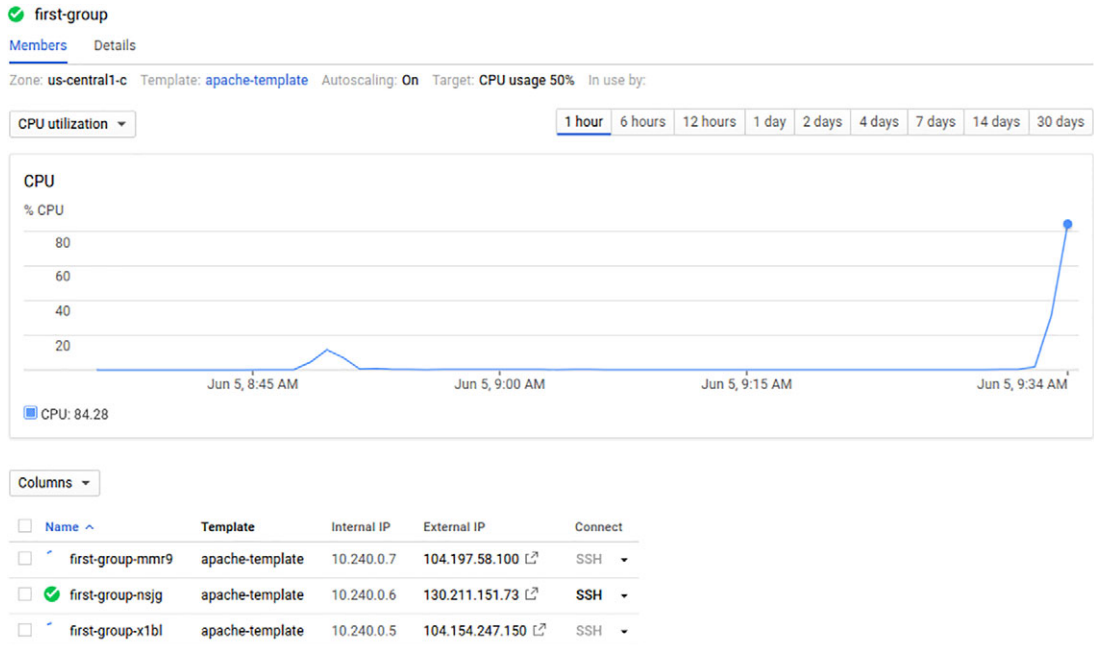 first-group
Members Details
Zone: us-central1-c Template: apache-template Autoscaling: On Target: CPU usage 50% In use by:
CPU utilization 1 hour 6 hours 12 hours 1 day 2 days 4 days 7 days 14 days 30 days
CPU
% CPU
80
60
40
20
Jun 5, 8:45 AM Jun 5, 9:00 AM Jun 5, 9:15 AM Jun 5, 9:34 AM
CPU: 84.28
Columns
Name Template Internal IP External IP Connect
first-group-mmr9 apache-template 10.240.0.7 104.197.58.100 SSH
first-group-nsjg apache-template 10.240.0.6 130.211.151.73 SSH
first-group-x1bl apache-template 10.240.0.5 104.154.247.150 SSH